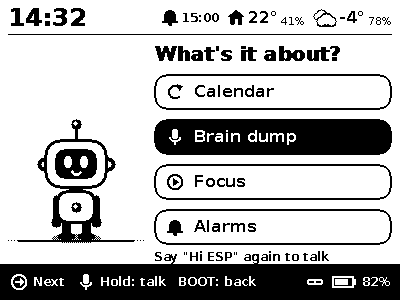 14:32 15:00 22° 41% -4° 78%
What's it about?
Calendar
Brain dump
Focus
Alarms
Say "Hi ESP" again to talk
Next Hold: talk BOOT: back 82%